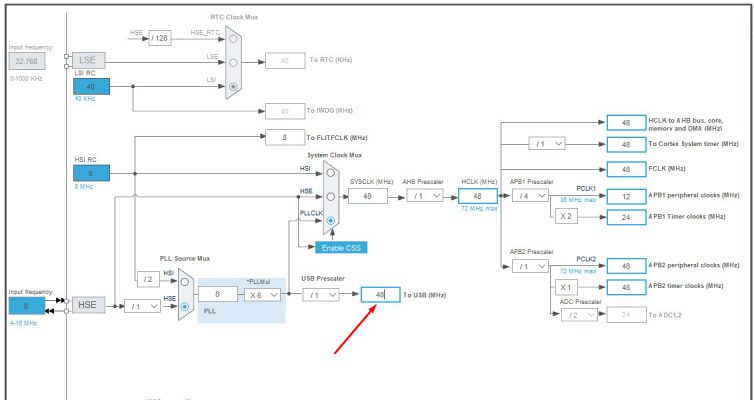 RTC Clock Mux
HSE
/ 128
HSE_RTC
Input frequency
32.768
0-1000 KHz
LSE
LSE
40
To RTC (KHz)
LSI RC
40
40 KHz
LSI
40
To IWDG (KHz)
8
To FLITFCLK (MHz)
HSI RC
8
8 MHz
System Clock Mux
HSI
HSE
PLLCLK
Enable CSS
SYSCLK (MHz)
48
AHB Prescaler
/ 1
HCLK (MHz)
48
72 MHz max
48
HCLK to AHB bus, core,
memory and DMA (MHz)
/ 1
48
To Cortex System timer (MHz)
48
FCLK (MHz)
APB1 Prescaler
/ 4
PCLK1
36 MHz max
12
APB1 peripheral clocks (MHz)
X 2
24
APB1 Timer clocks (MHz)
APB2 Prescaler
/ 1
PCLK2
72 MHz max
48
APB2 peripheral clocks (MHz)
X 1
48
APB2 timer clocks (MHz)
ADC Prescaler
/ 2
24
To ADC1,2
PLL Source Mux
HSI
/ 2
HSE
/ 1
Input frequency
8
4-16 MHz
HSE
8
*PLLMul
X 6
PLL
USB Prescaler
/ 1
48
To USB (MHz)